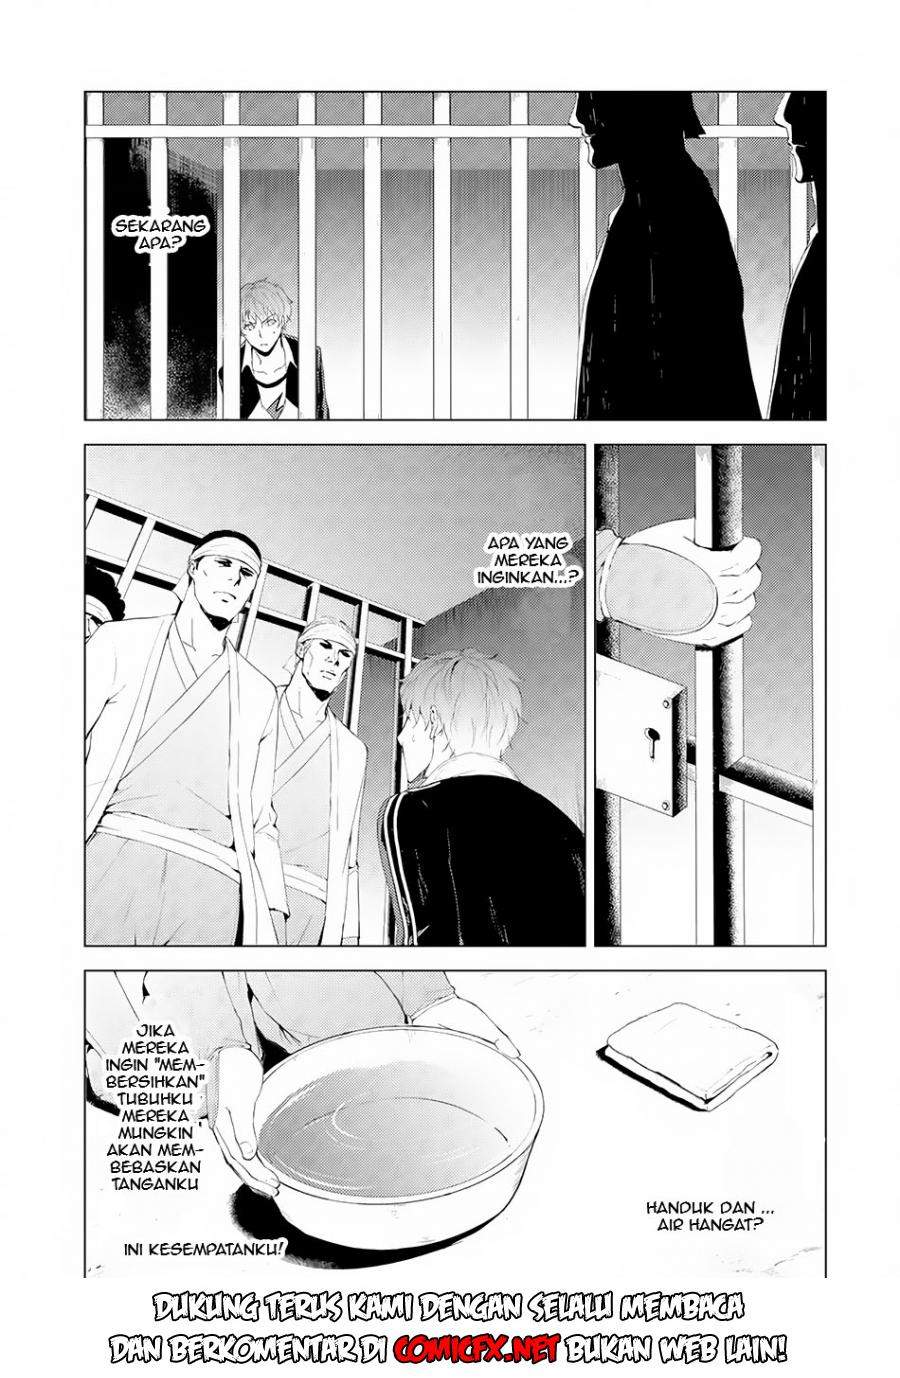 SEKARANG
APA?
APA YANG
MEREKA
INGINKAN...?
HANDUK DAN ...
AIR HANGAT?
JIKA
MEREKA
INGIN "MEM-
BERSIHKAN"
TUBUHKU
MEREKA
MUNGKIN
AKAN MEM-
BEBASKAN
TANGANKU
INI KESEMPATANKU!
DUKUNG TERUS KAMI DENGAN SELALU MEMBACA
DAN BERKOMENTAR DI COMICFX.NET BUKAN WEB LAIN!